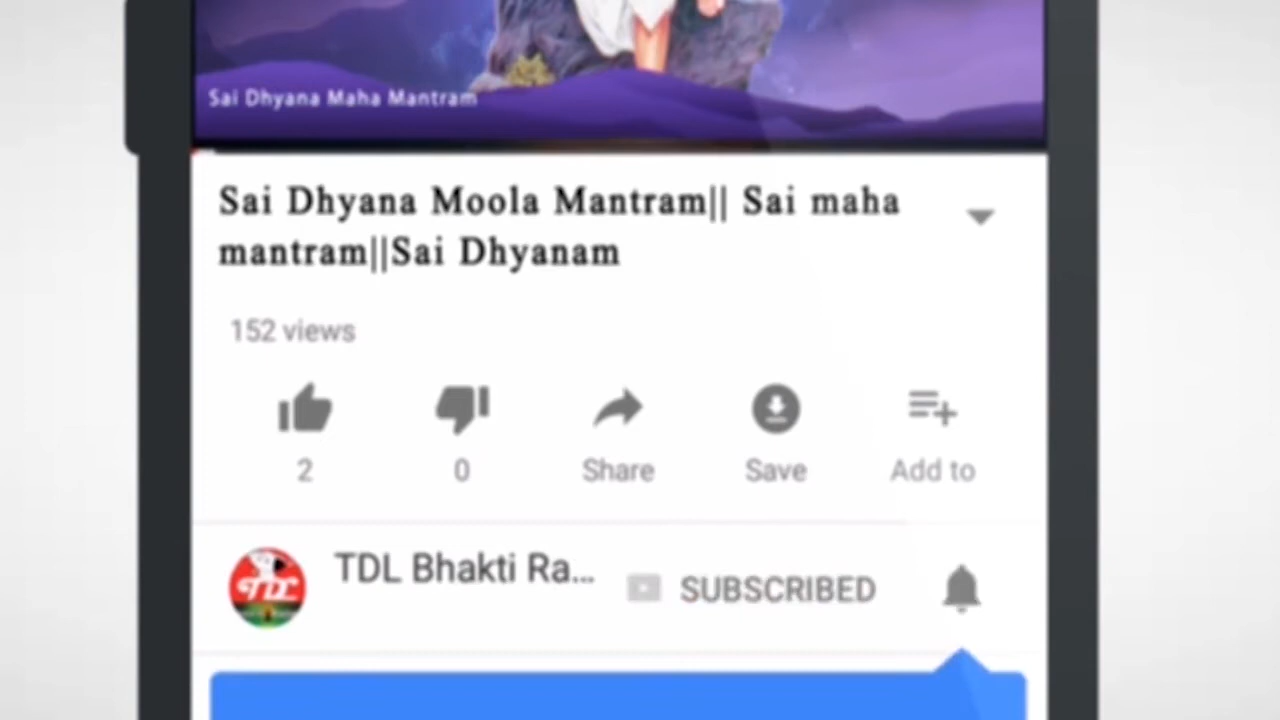 Sai Dhyana Maha Mantram
Sai Dhyana Moola Mantram|| Sai maha
mantram||Sai Dhyanam
152 views
2
0
Share
Save
Add to
TDL
TDL Bhakti Ra...
SUBSCRIBED